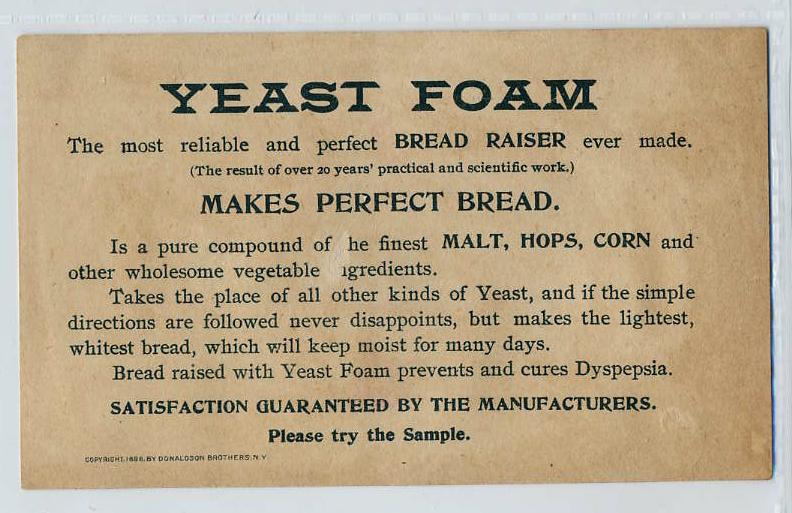 YEAST FOAM
The most reliable and perfect BREAD RAISER ever made.
(The result of over 20 years' practical and scientific work.)
MAKES PERFECT BREAD.
Is a pure compound of he finest MALT, HOPS, CORN and
other wholesome vegetable igredients.
Takes the place of all other kinds of Yeast, and if the simple
directions are followed never disappoints, but makes the lightest,
whitest bread, which will keep moist for many days.
Bread raised with Yeast Foam prevents and cures Dyspepsia.
SATISFACTION GUARANTEED BY THE MANUFACTURERS.
Please try the Sample.
COPYRIGHT, BY DONALDSON BROTHERS, N.Y